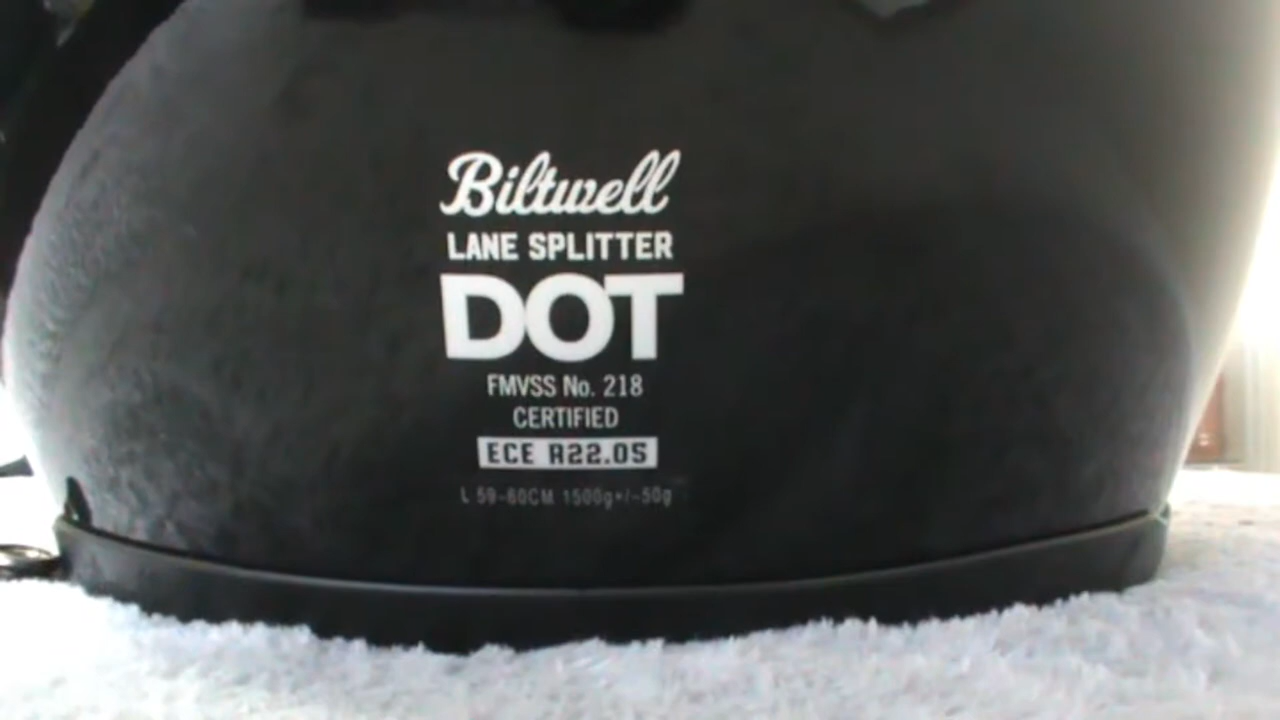 Biltwell
LANE SPLITTER
DOT
FMVSS No. 218
CERTIFIED
ECE R22.05
L 59-60CM 1500g+/-50g